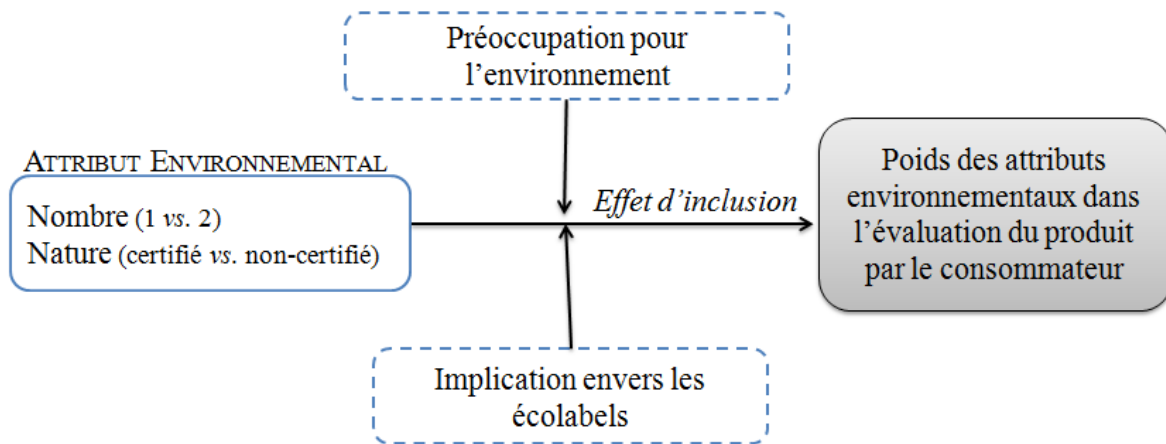 Préoccupation pour
l'environnement
ATTRIBUT ENVIRONNEMENTAL
Nombre (1 vs. 2)
Nature (certifié vs. non-certifié)
Effet d'inclusion
Poids des attributs
environnementaux dans
l'évaluation du produit
par le consommateur
Implication envers les
écolabels